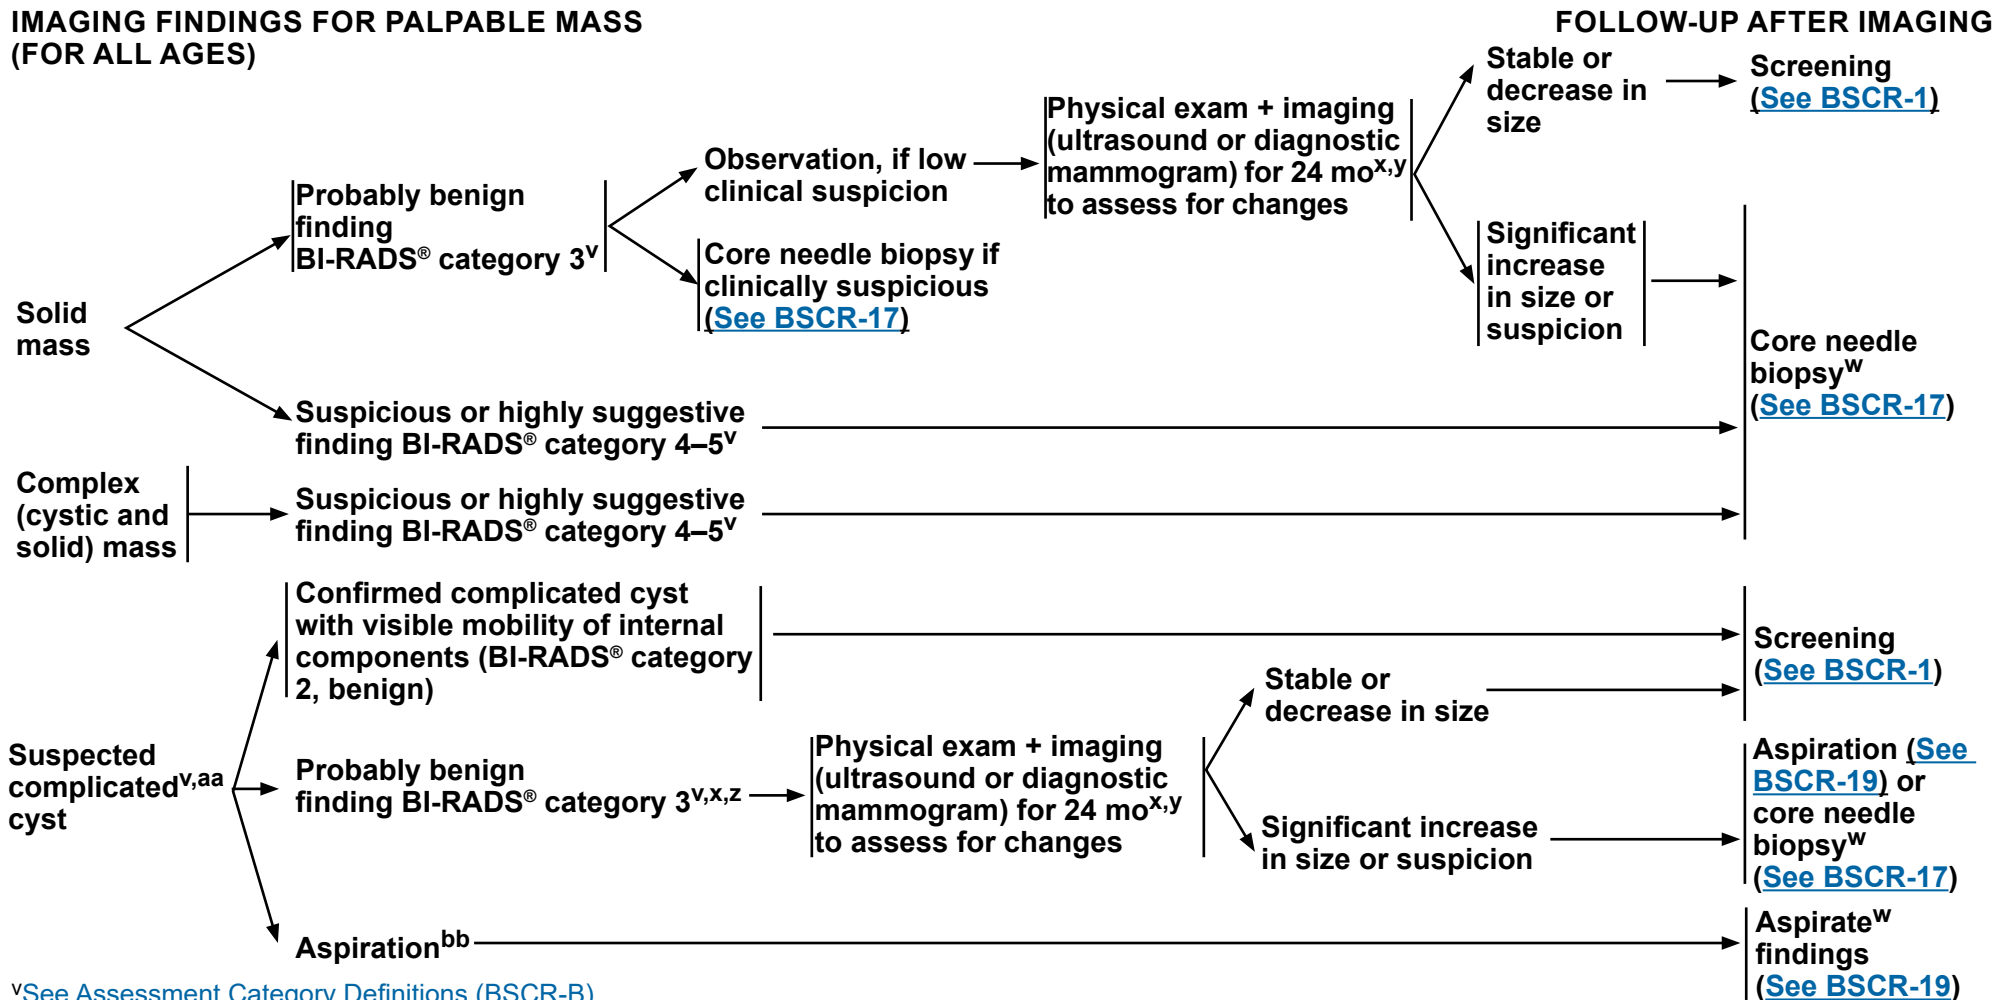 IMAGING FINDINGS FOR PALPABLE MASS
(FOR ALL AGES)
FOLLOW-UP AFTER IMAGING
Solid
mass
Probably benign
finding
BI-RADS® category 3v
Observation, if low
clinical suspicion
Core needle biopsy if
clinically suspicious
(See BSCR-17)
Physical exam + imaging
(ultrasound or diagnostic
mammogram) for 24 mox,y
to assess for changes
Stable or
decrease in
size
Screening
(See BSCR-1)
Significant
increase
in size or
suspicion
Core needle
biopsyw
(See BSCR-17)
Suspicious or highly suggestive
finding BI-RADS® category 4–5v
Complex
(cystic and
solid) mass
Suspicious or highly suggestive
finding BI-RADS® category 4–5v
Suspected
complicatedv,aa
cyst
Confirmed complicated cyst
with visible mobility of internal
components (BI-RADS® category
2, benign)
Screening
(See BSCR-1)
Probably benign
finding BI-RADS® category 3v,x,z
Physical exam + imaging
(ultrasound or diagnostic
mammogram) for 24 mox,y
to assess for changes
Stable or
decrease in size
Significant increase
in size or suspicion
Aspiration (See
BSCR-19) or
core needle
biopsyw
(See BSCR-17)
Aspirationbb
Aspiratew
findings
(See BSCR-19)
vSee Assessment Category Definitions (BSCR-B)